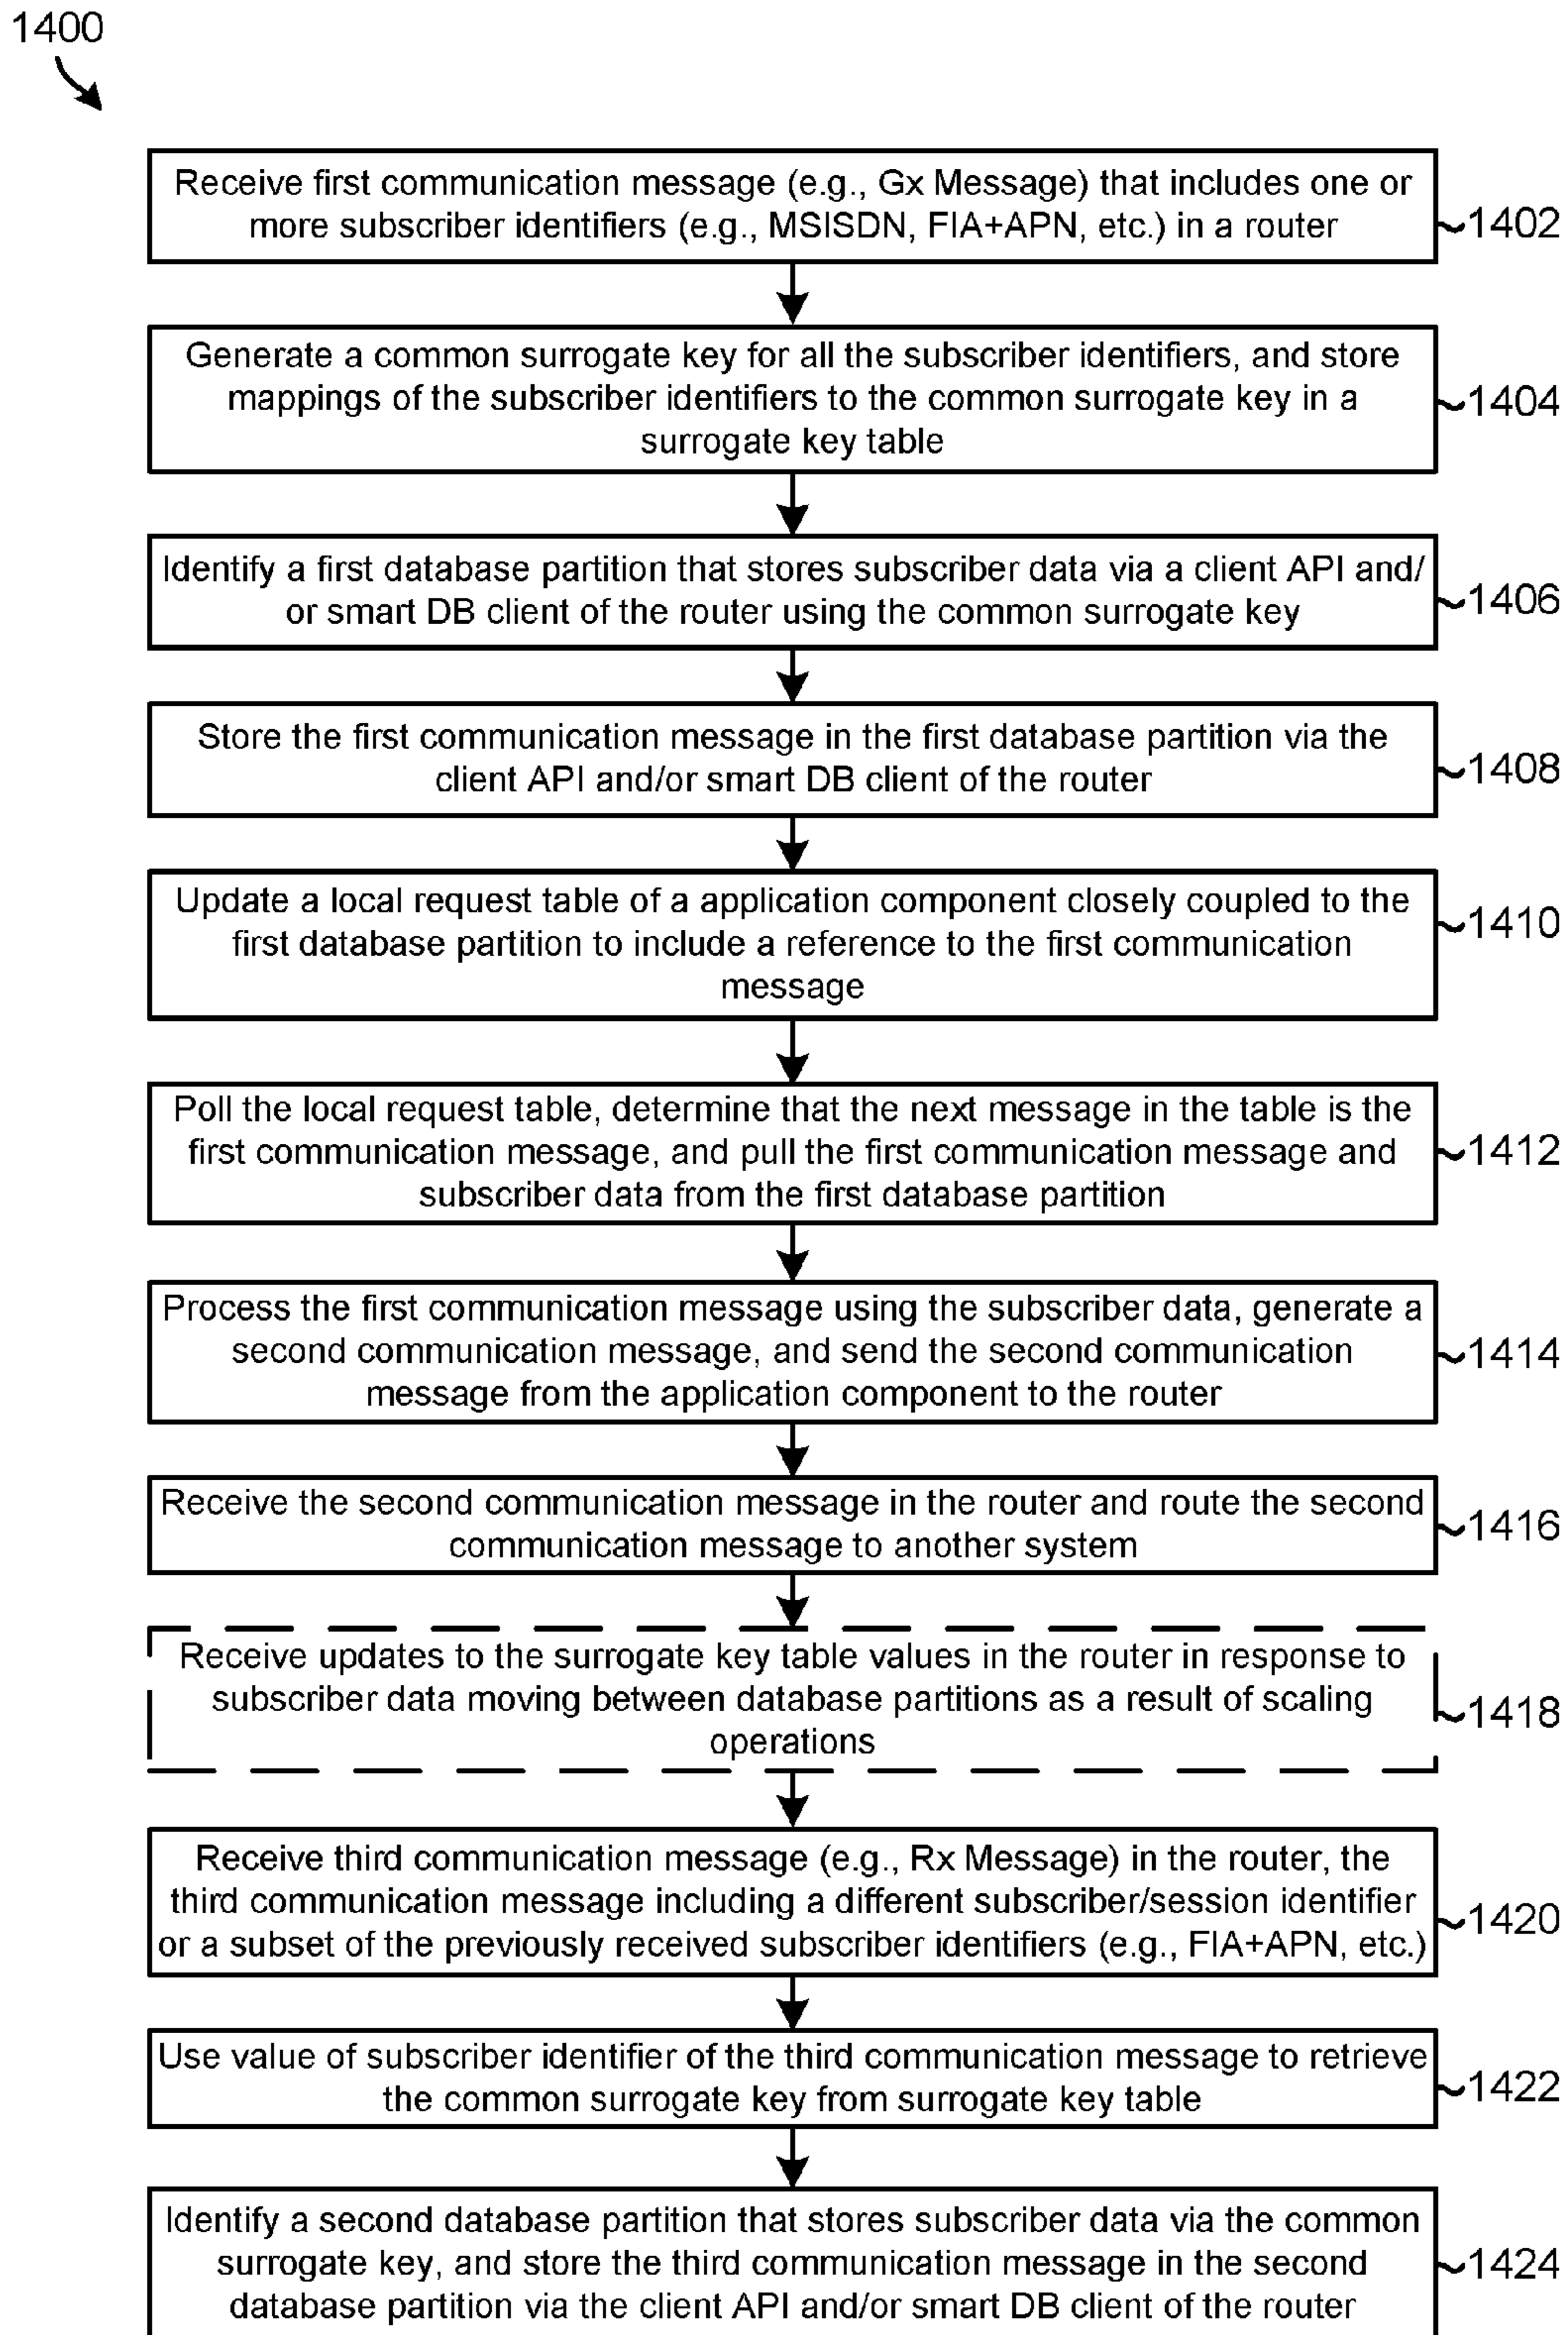 1400
Receive first communication message (e.g., Gx Message) that includes one or
more subscriber identifiers (e.g., MSISDN, FIA+APN, etc.) in a router
1402
Generate a common surrogate key for all the subscriber identifiers, and store
mappings of the subscriber identifiers to the common surrogate key in a
surrogate key table
1404
Identify a first database partition that stores subscriber data via a client API and/
or smart DB client of the router using the common surrogate key
1406
Store the first communication message in the first database partition via the
client API and/or smart DB client of the router
1408
Update a local request table of a application component closely coupled to the
first database partition to include a reference to the first communication
message
1410
Poll the local request table, determine that the next message in the table is the
first communication message, and pull the first communication message and
subscriber data from the first database partition
1412
Process the first communication message using the subscriber data, generate a
second communication message, and send the second communication
message from the application component to the router
1414
Receive the second communication message in the router and route the second
communication message to another system
1416
Receive updates to the surrogate key table values in the router in response to
subscriber data moving between database partitions as a result of scaling
operations
1418
Receive third communication message (e.g., Rx Message) in the router, the
third communication message including a different subscriber/session identifier
or a subset of the previously received subscriber identifiers (e.g., FIA+APN, etc.)
1420
Use value of subscriber identifier of the third communication message to retrieve
the common surrogate key from surrogate key table
1422
Identify a second database partition that stores subscriber data via the common
surrogate key, and store the third communication message in the second
database partition via the client API and/or smart DB client of the router
1424